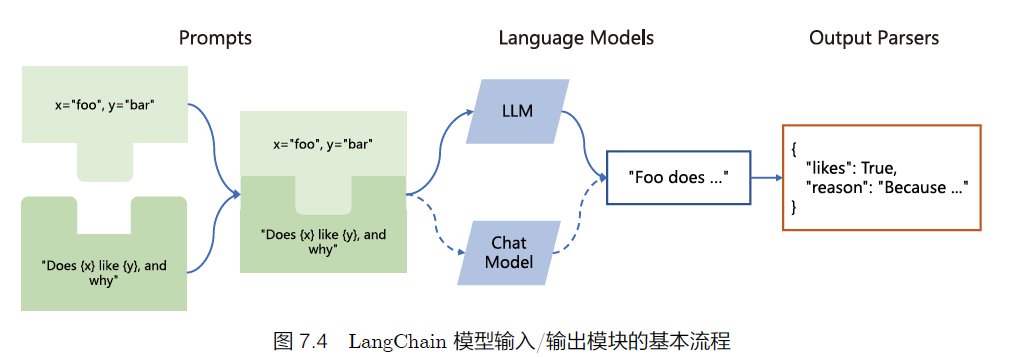 Prompts
Language Models
Output Parsers
x="foo", y="bar"
"Does {x} like {y}, and
why"
x="foo", y="bar"
"Does {x} like {y}, and
why"
LLM
Chat
Model
"Foo does ..."
{
"likes": True,
"reason": "Because ..."
}
图 7.4 LangChain 模型输入/输出模块的基本流程